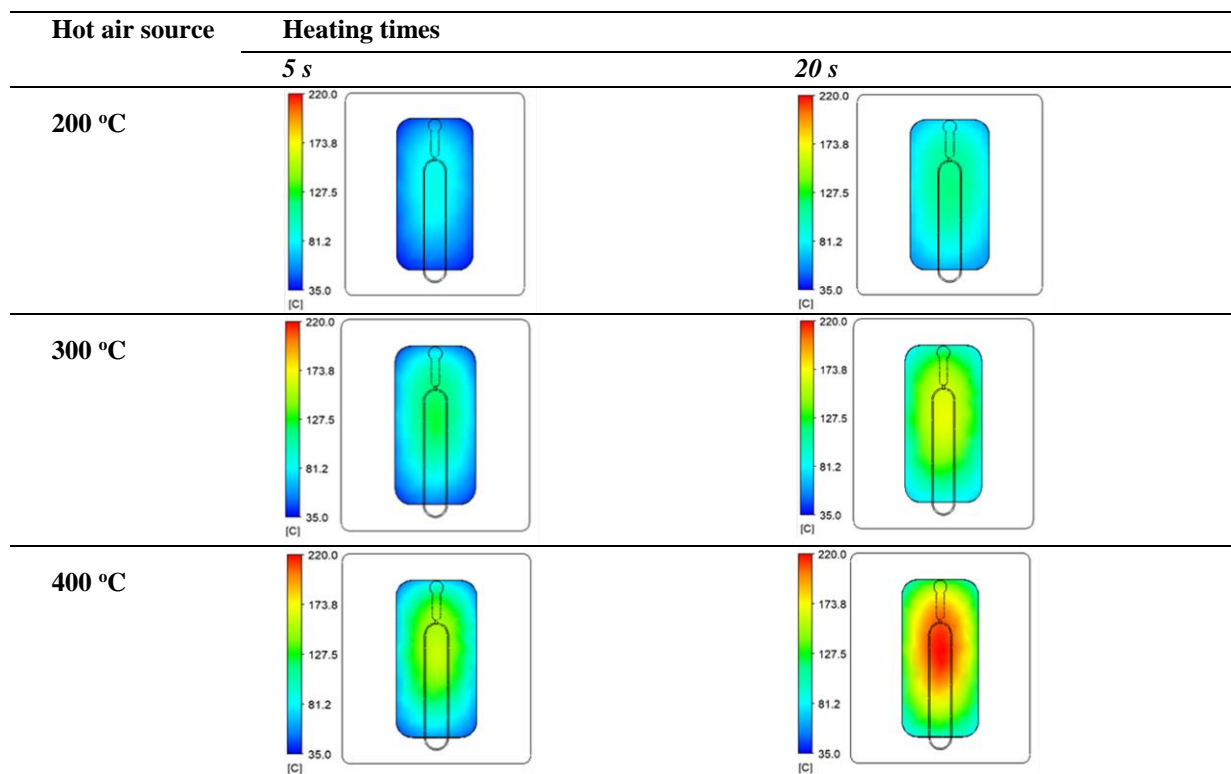 Hot air source Heating times
5 s 20 s
200 ºC
220.0 220.0
173.8 173.8
127.5 127.5
81.2 81.2
35.0 35.0
[C] [C]
300 ºC
220.0 220.0
173.8 173.8
127.5 127.5
81.2 81.2
35.0 35.0
[C] [C]
400 ºC
220.0 220.0
173.8 173.8
127.5 127.5
81.2 81.2
35.0 35.0
[C] [C]